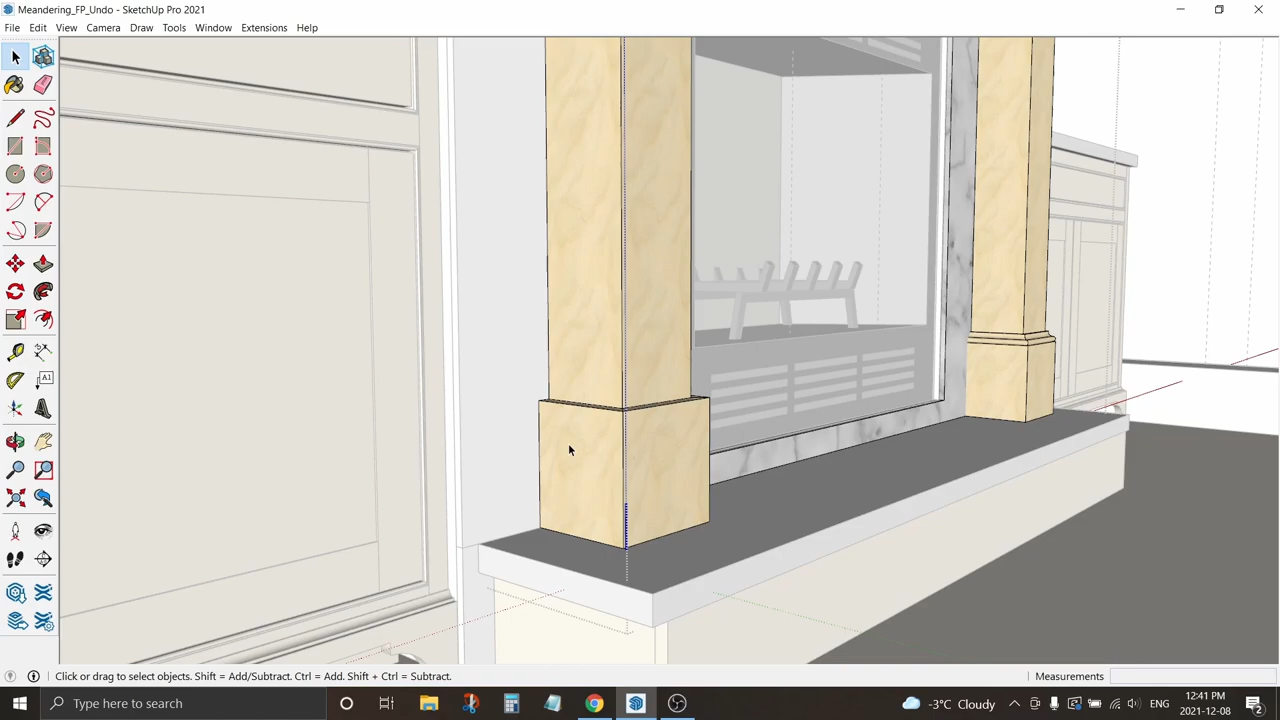 Meandering_FP_Undo - SketchUp Pro 2021
File Edit View Camera Draw Tools Window Extensions Help
A1
Click or drag to select objects. Shift = Add/Subtract. Ctrl = Add. Shift + Ctrl = Subtract.
Measurements
Type here to search
-3°C Cloudy
ENG
12:41 PM
2021-12-08
2